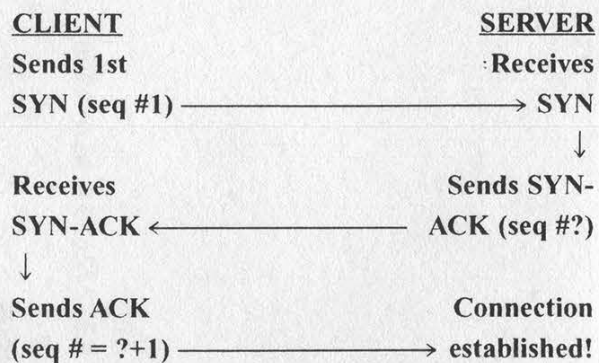 CLIENT SERVER
Sends 1st Receives
SYN (seq #1) SYN
Receives Sends SYN-
SYN-ACK ACK (seq #?)
Sends ACK Connection
(seq # = ?+1) established!